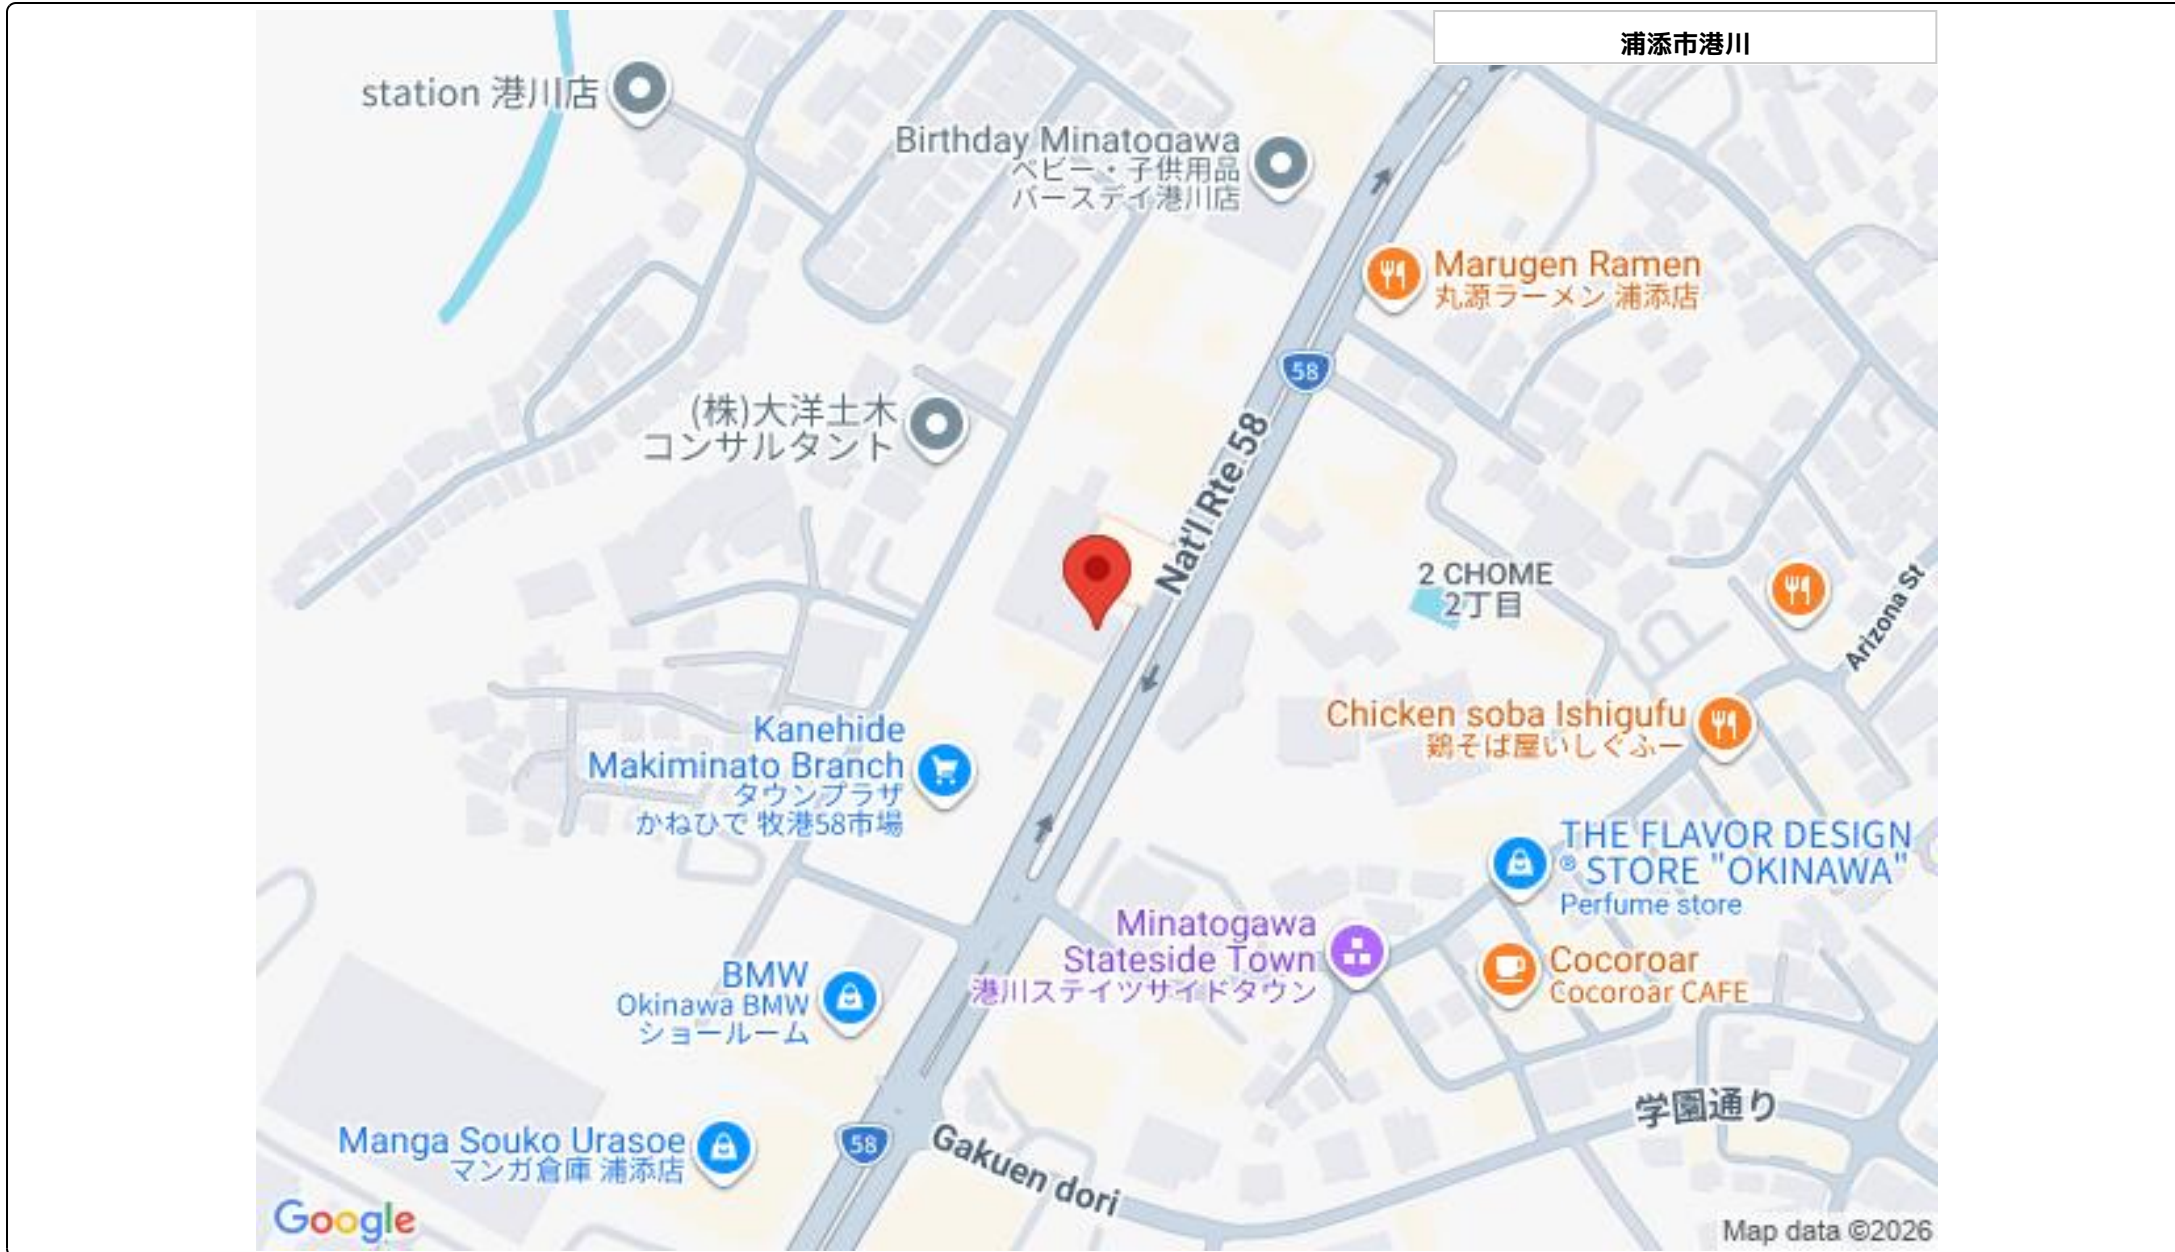 浦添市港川
station 港川店
Birthday Minatogawa
ベビー・子供用品
バースデイ港川店
Marugen Ramen
丸源ラーメン 浦添店
58
(株)大洋土木
コンサルタント
Nat'l Rte 58
2 CHOME
2丁目
Arizona St
Chicken soba Ishigufu
鶏そば屋いしぐふー
Kanehide
Makiminato Branch
タウンプラザ
かねひで 牧港58市場
THE FLAVOR DESIGN
® STORE "OKINAWA"
Perfume store
Minatogawa
Stateside Town
港川ステイツサイドタウン
Cocoroar
Cocoroar CAFE
BMW
Okinawa BMW
ショールーム
学園通り
Manga Souko Urasoe
マンガ倉庫 浦添店
58
Gakuen dori
Google
Map data ©2026